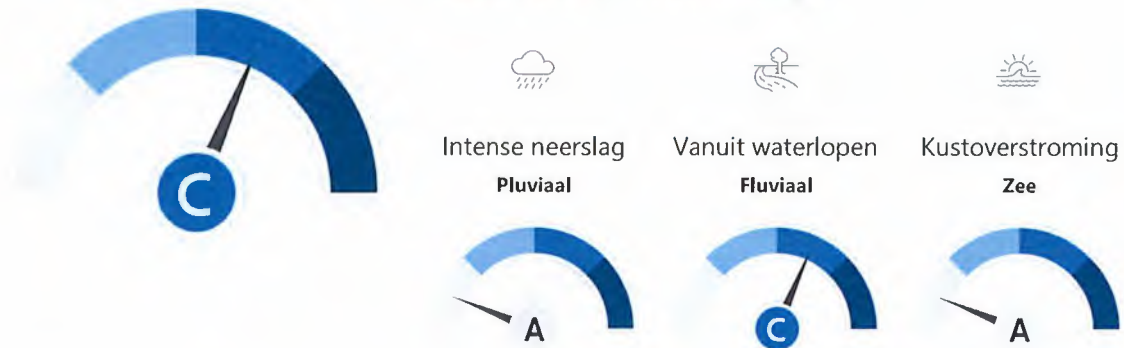 C
Intense neerslag
Pluviaal
A
Vanuit waterlopen
Fluviaal
C
Kustoverstroming
Zee
A